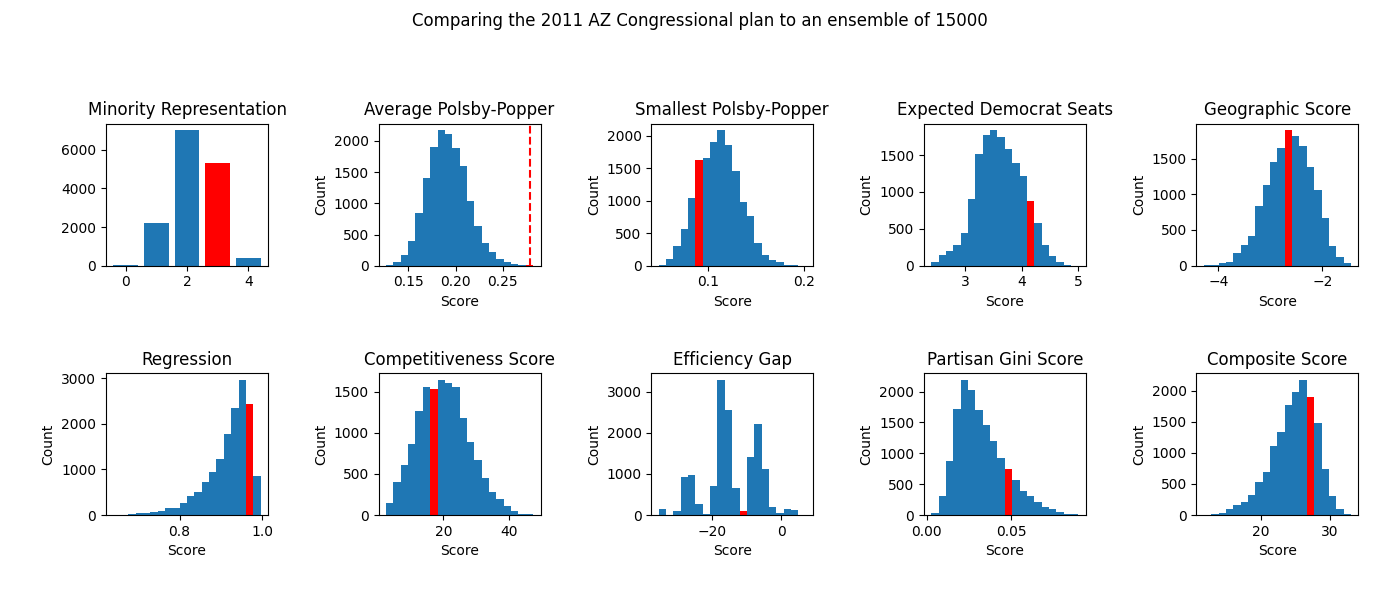 Comparing the 2011 AZ Congressional plan to an ensemble of 15000
Minority Representation
0
2000
4000
6000
0 2 4
Average Polsby-Popper
Count
0
500
1000
1500
2000
0.15 0.20 0.25
Score
Smallest Polsby-Popper
Count
0
500
1000
1500
2000
0.1 0.2
Score
Expected Democrat Seats
Count
0
500
1000
1500
3 4 5
Score
Geographic Score
Count
0
500
1000
1500
−4 −2
Score
Regression
Count
0
1000
2000
3000
0.8 1.0
Score
Competitiveness Score
Count
0
500
1000
1500
20 40
Score
Efficiency Gap
Count
0
1000
2000
3000
−20 0
Score
Partisan Gini Score
Count
0
500
1000
1500
2000
0.00 0.05
Score
Composite Score
Count
0
500
1000
1500
2000
20 30
Score